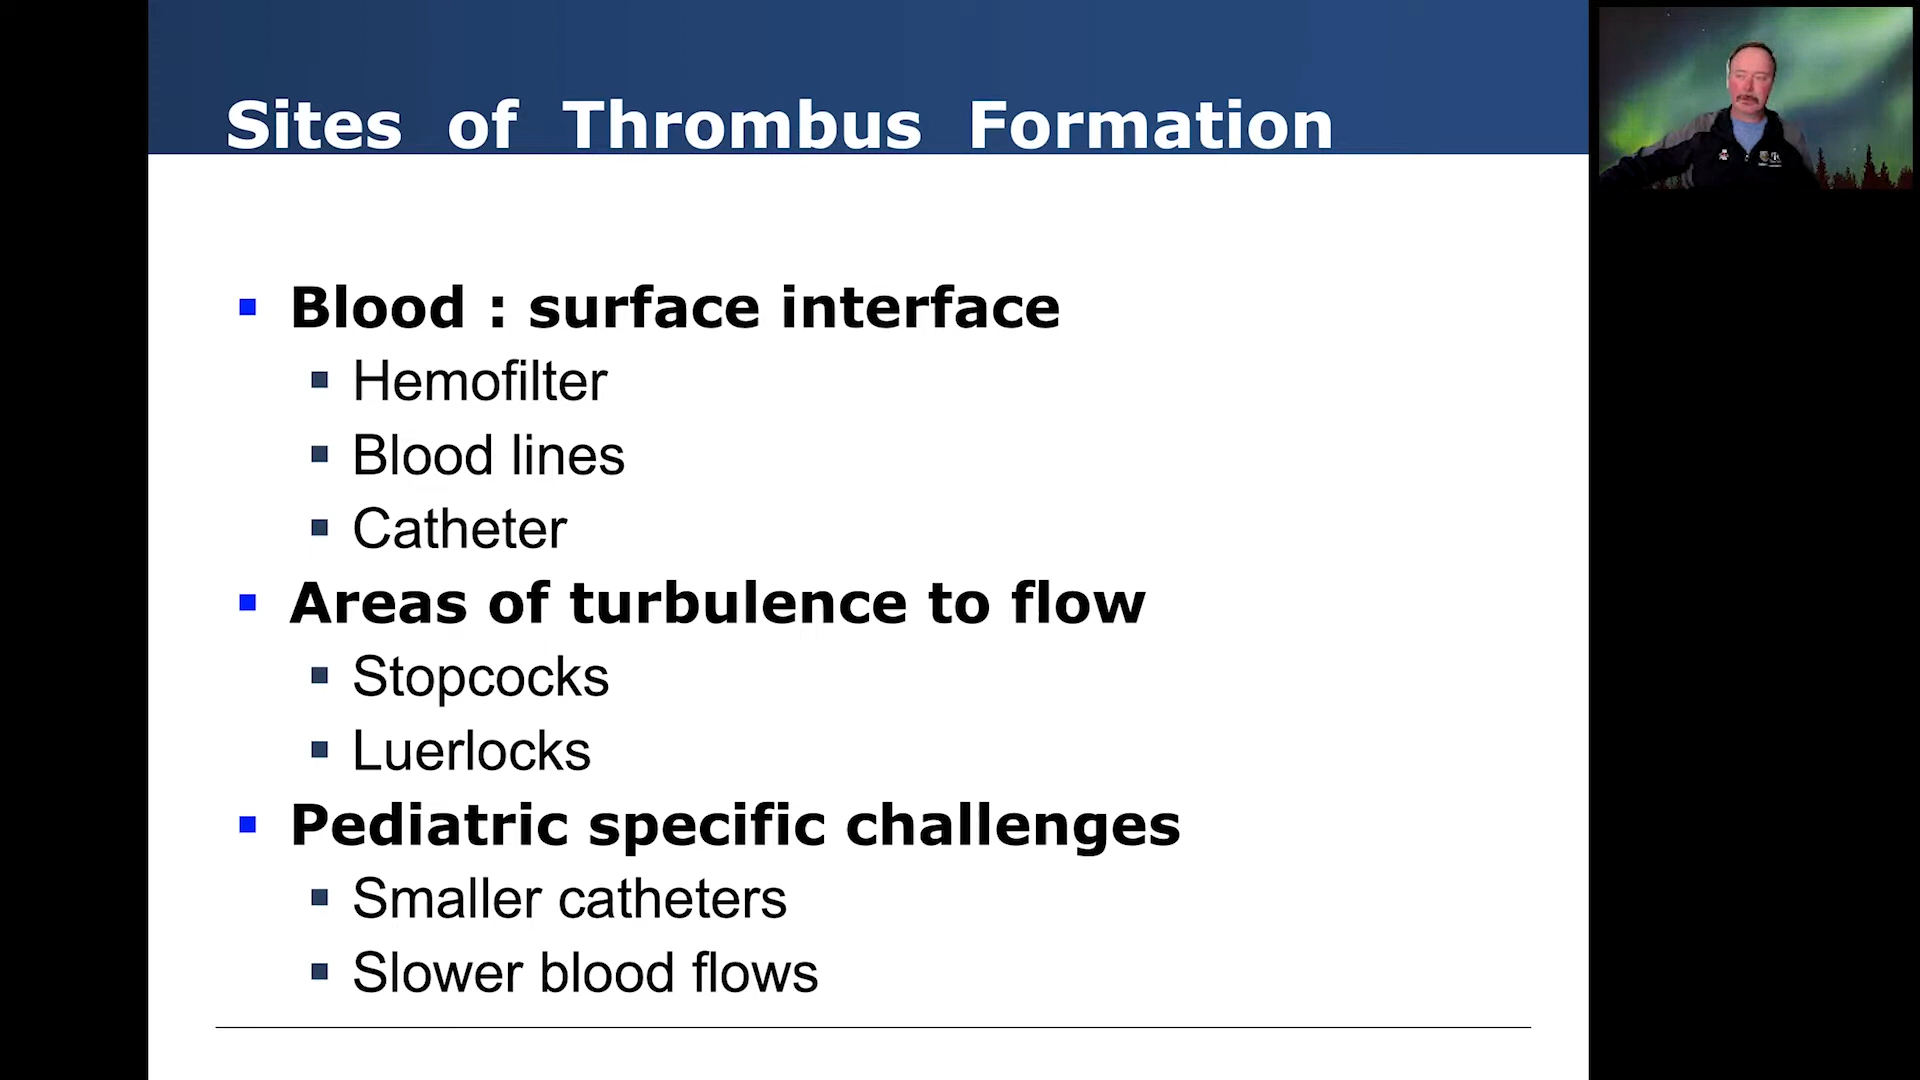 Sites of Thrombus Formation
Blood : surface interface
Hemofilter
Blood lines
Catheter
Areas of turbulence to flow
Stopcocks
Luerlocks
Pediatric specific challenges
Smaller catheters
Slower blood flows